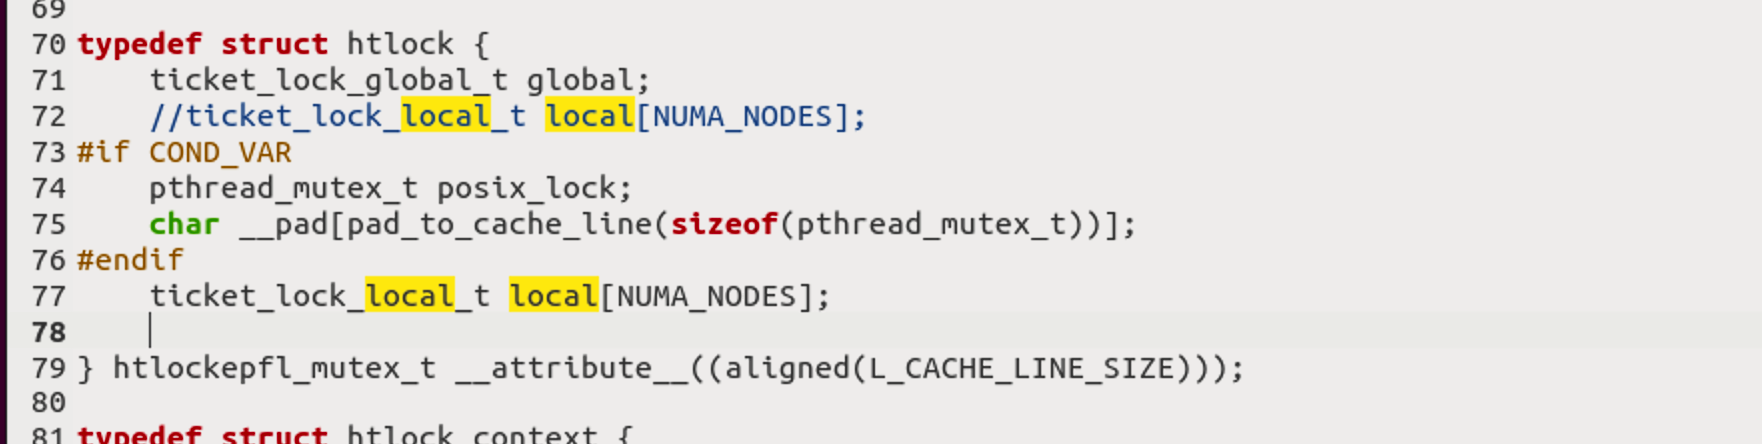 69
70 typedef struct htlock {
71     ticket_lock_global_t global;
72     //ticket_lock_local_t local[NUMA_NODES];
73 #if COND_VAR
74     pthread_mutex_t posix_lock;
75     char __pad[pad_to_cache_line(sizeof(pthread_mutex_t))];
76 #endif
77     ticket_lock_local_t local[NUMA_NODES];
78
79 } htlockepfl_mutex_t __attribute__((aligned(L_CACHE_LINE_SIZE)));
80
81 typedef struct htlock_context {